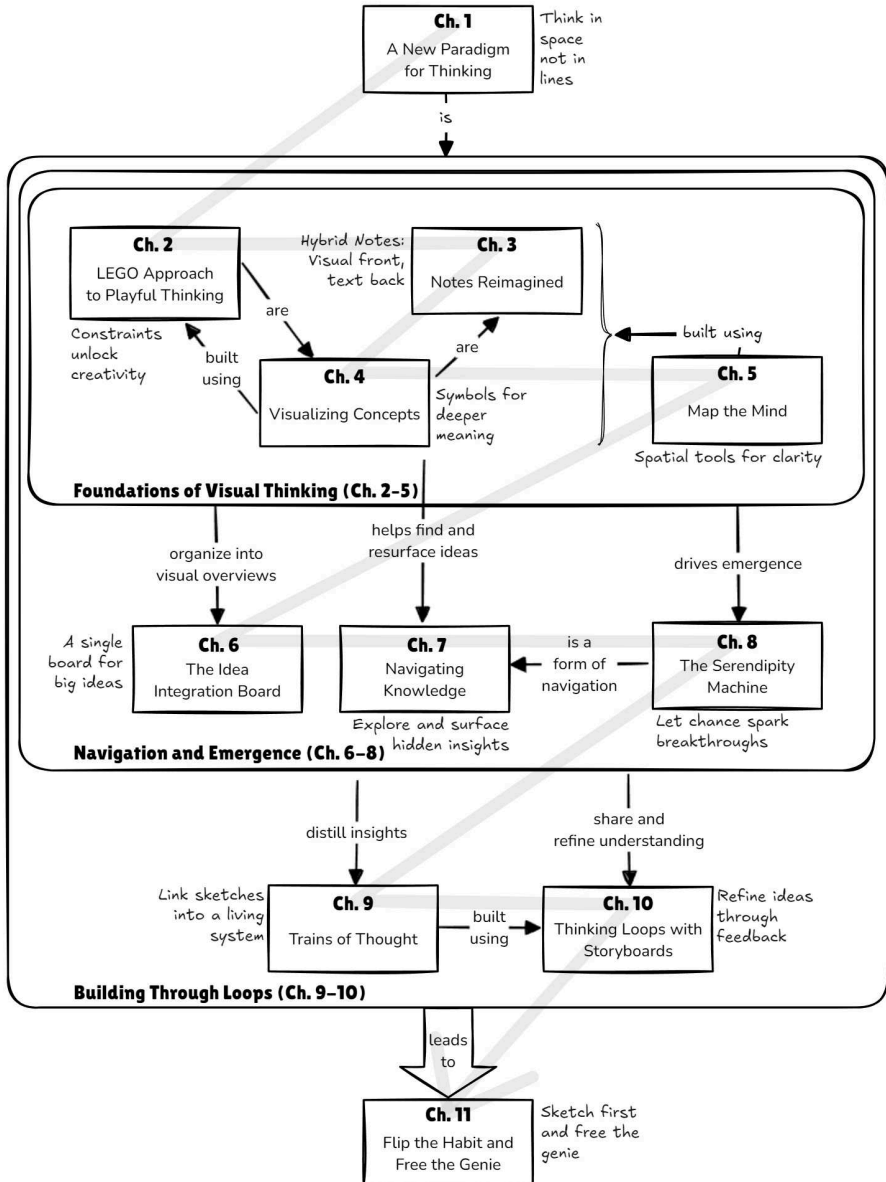 Ch. 1
A New Paradigm
for Thinking
Think in
space
not in
lines
is
Ch. 2
LEGO Approach
to Playful Thinking
Constraints
unlock
creativity
Hybrid Notes:
Visual front,
text back
Ch. 3
Notes Reimagined
are
built
using
are
built using
Ch. 4
Visualizing Concepts
Symbols for
deeper
meaning
Ch. 5
Map the Mind
Spatial tools for clarity
Foundations of Visual Thinking (Ch. 2–5)
organize into
visual overviews
helps find and
resurface ideas
drives emergence
A single
board for
big ideas
Ch. 6
The Idea
Integration Board
Ch. 7
Navigating
Knowledge
Explore and surface
hidden insights
is a
form of
navigation
Ch. 8
The Serendipity
Machine
Let chance spark
breakthroughs
Navigation and Emergence (Ch. 6–8)
distill insights
share and
refine understanding
Link sketches
into a living
system
Ch. 9
Trains of Thought
built
using
Ch. 10
Thinking Loops with
Storyboards
Refine ideas
through
feedback
Building Through Loops (Ch. 9–10)
leads
to
Ch. 11
Flip the Habit and
Free the Genie
Sketch first
and free the
genie